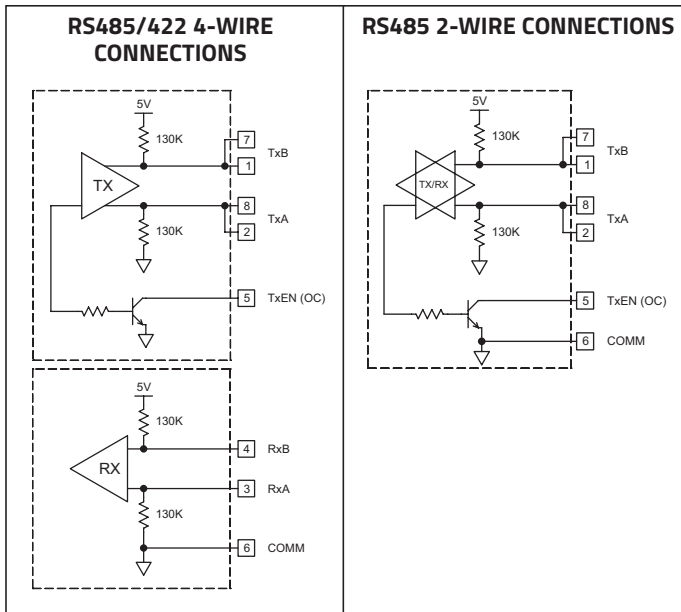 RS485/422 4-WIRE
CONNECTIONS
5V
130K
7
TxB
1
TX
8
TxA
2
130K
5 TxEN (OC)
5V
130K
4 RxB
RX
3 RxA
130K
6 COMM
RS485 2-WIRE CONNECTIONS
5V
130K
7
TxB
1
TX/RX
8
TxA
2
130K
5 TxEN (OC)
6 COMM